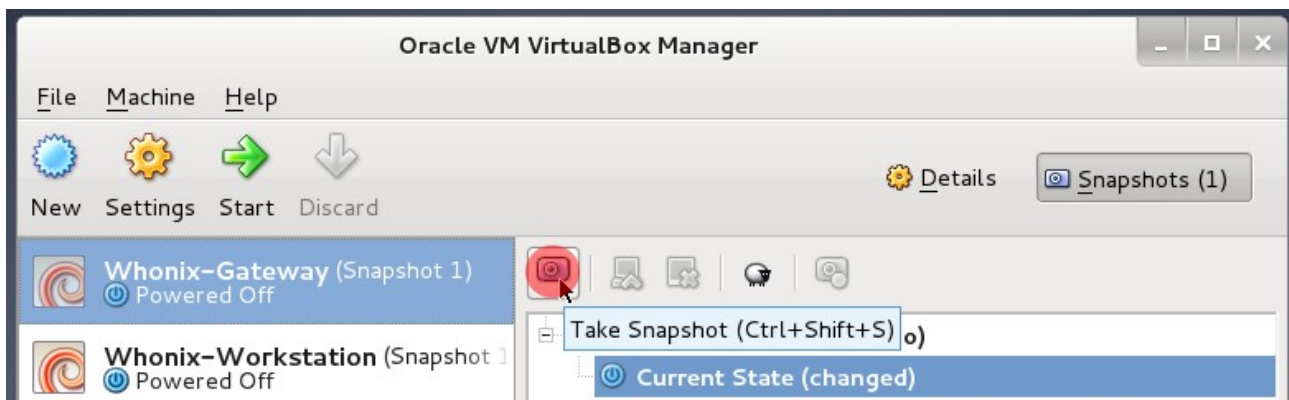 Oracle VM VirtualBox Manager
File Machine Help
New Settings Start Discard
Details Snapshots (1)
Whonix-Gateway (Snapshot 1)
Powered Off
Take Snapshot (Ctrl+Shift+S) o)
Whonix-Workstation (Snapshot 1
Powered Off
Current State (changed)